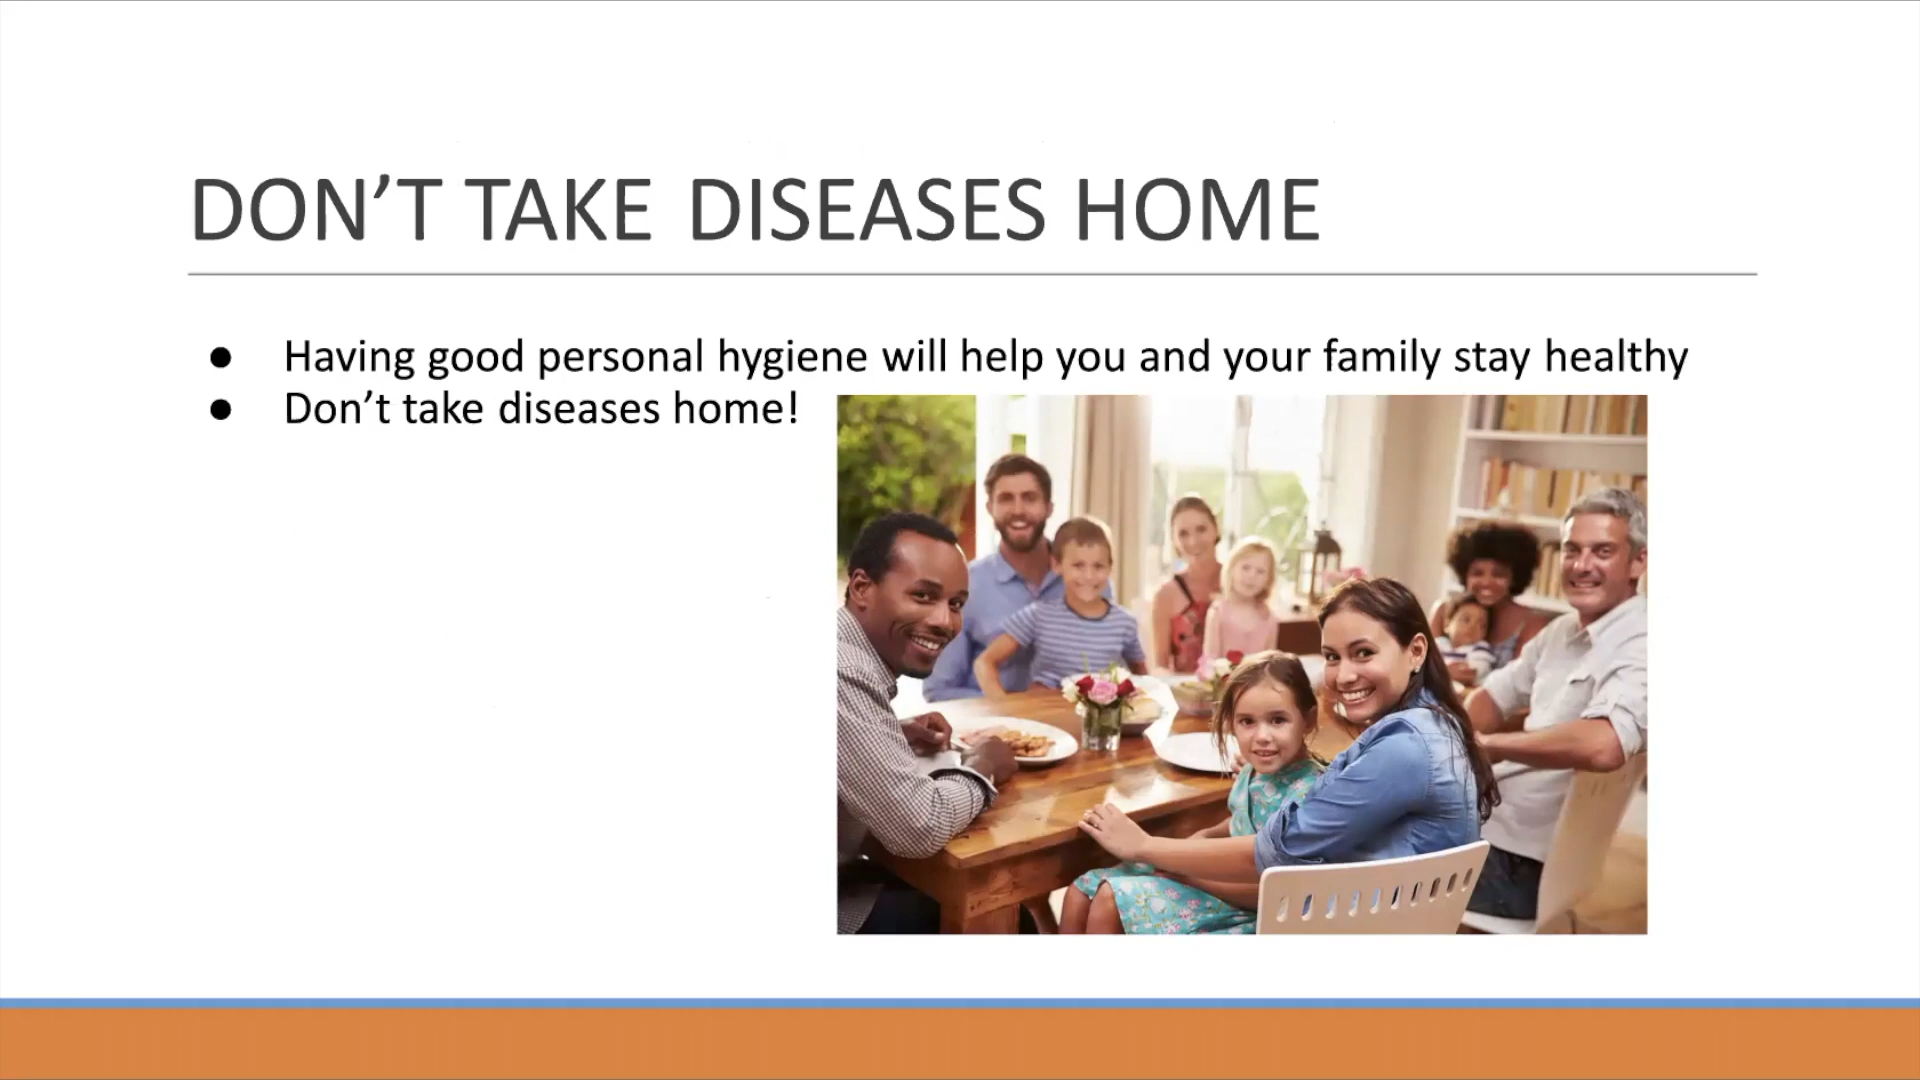 DON’T TAKE DISEASES HOME
● Having good personal hygiene will help you and your family stay healthy
● Don’t take diseases home!